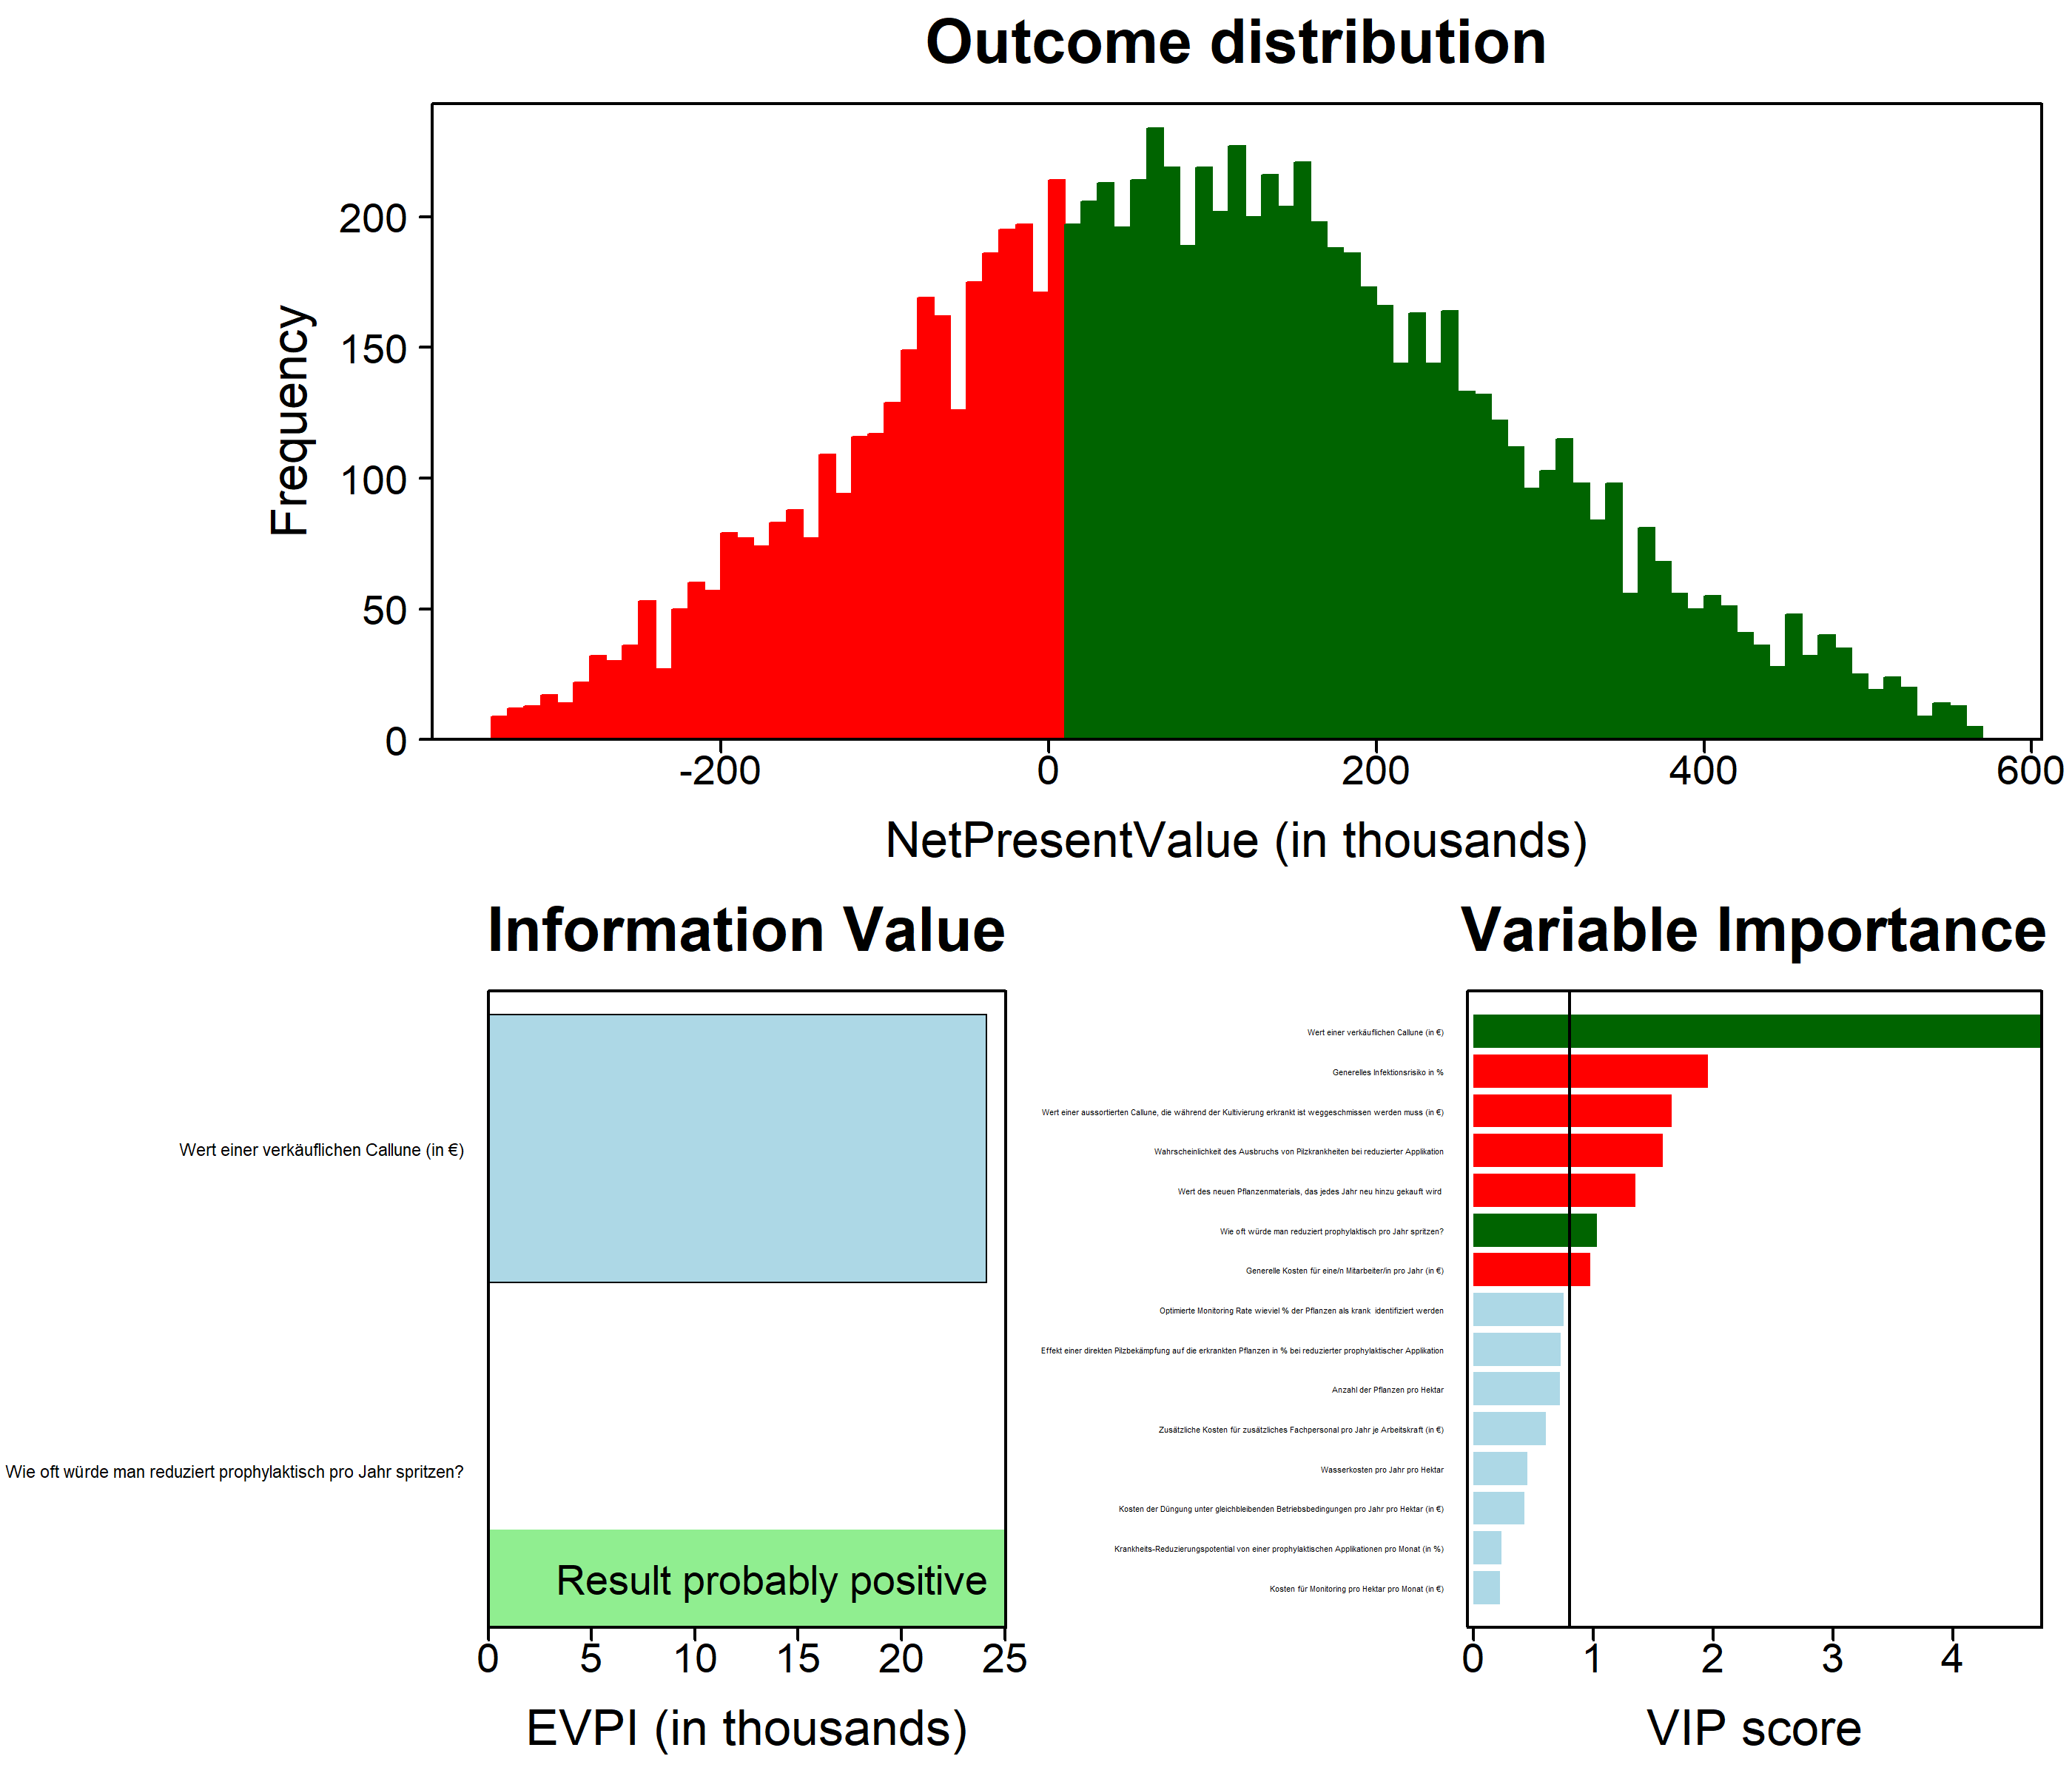 Outcome distribution
Frequency
200
150
100
50
0
-200 0 200 400 600
NetPresentValue (in thousands)
Information Value
Wert einer verkäuflichen Callune (in €)
Wie oft würde man reduziert prophylaktisch pro Jahr spritzen?
Result probably positive
0 5 10 15 20 25
EVPI (in thousands)
Variable Importance
Wert einer verkäuflichen Callune (in €)
Generelles Infektionsrisiko in %
Wert einer aussortierten Callune, die während der Kultivierung erkrankt ist weggeschmissen werden muss (in €)
Wahrscheinlichkeit des Ausbruchs von Pilzkrankheiten bei reduzierter Applikation
Wert des neuen Pflanzenmaterials, das jedes Jahr neu hinzu gekauft wird
Wie oft würde man reduziert prophylaktisch pro Jahr spritzen?
Generelle Kosten für eine/n Mitarbeiter/in pro Jahr (in €)
Optimierte Monitoring Rate wieviel % der Pflanzen als krank identifiziert werden
Effekt einer direkten Pilzbekämpfung auf die erkrankten Pflanzen in % bei reduzierter prophylaktischer Applikation
Anzahl der Pflanzen pro Hektar
Zusätzliche Kosten für zusätzliches Fachpersonal pro Jahr je Arbeitskraft (in €)
Wasserkosten pro Jahr pro Hektar
Kosten der Düngung unter gleichbleibenden Betriebsbedingungen pro Jahr pro Hektar (in €)
Krankheits-Reduzierungspotential von einer prophylaktischen Applikationen pro Monat (in %)
Kosten für Monitoring pro Hektar pro Monat (in €)
0 1 2 3 4
VIP score